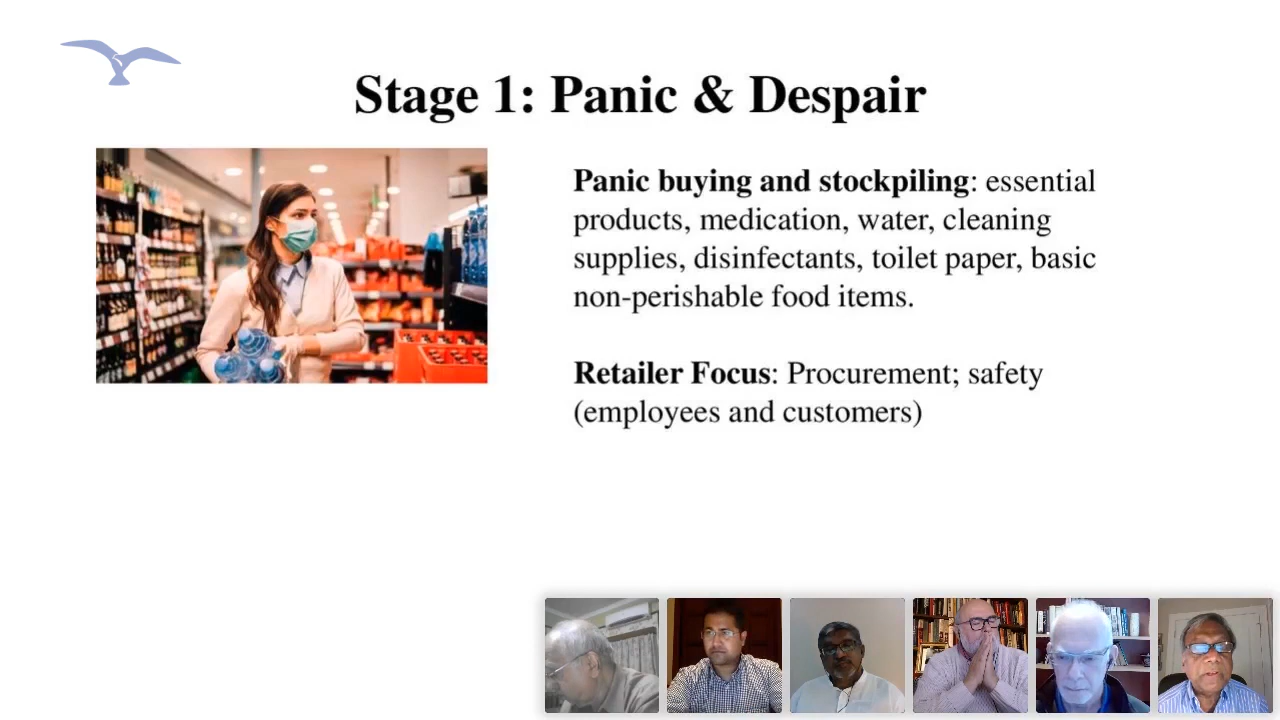 Stage 1: Panic & Despair
Panic buying and stockpiling: essential
products, medication, water, cleaning
supplies, disinfectants, toilet paper, basic
non-perishable food items.
Retailer Focus: Procurement; safety
(employees and customers)